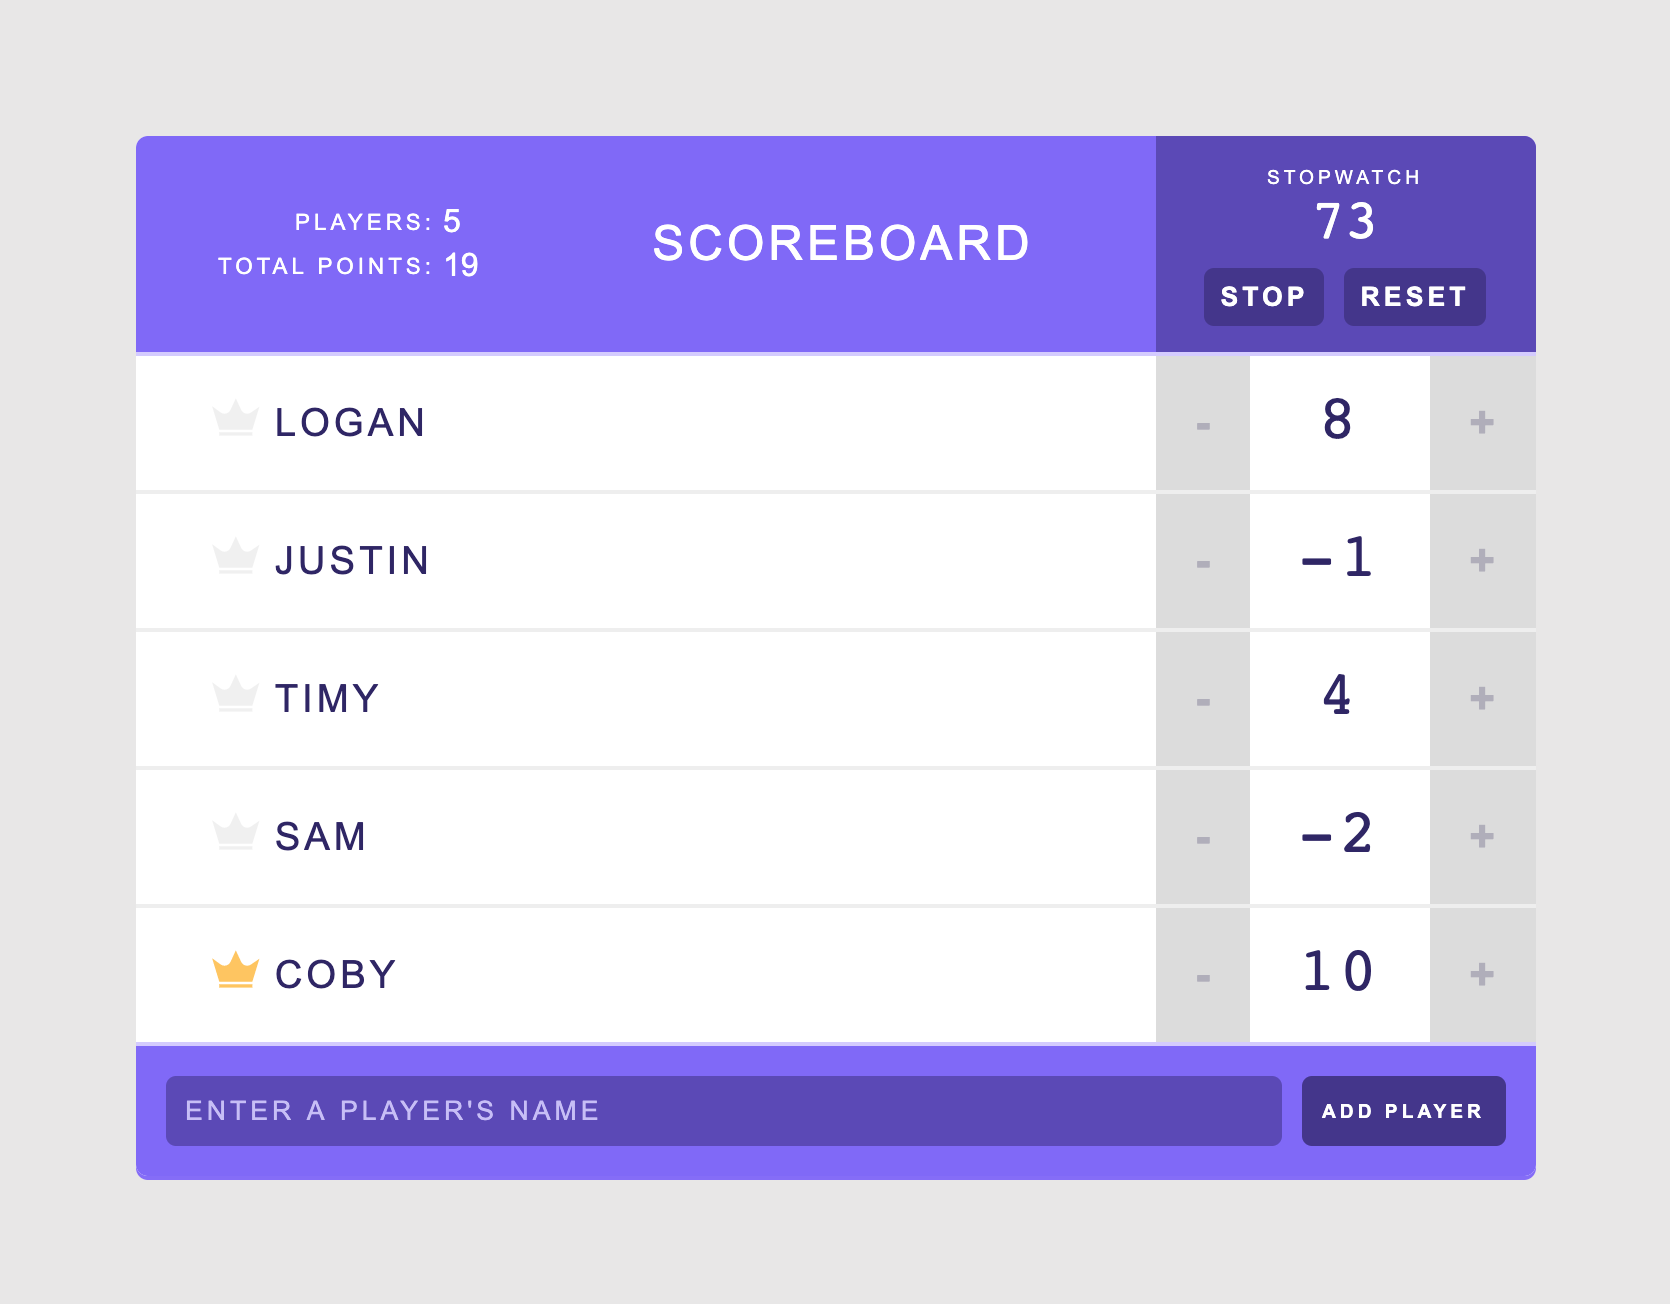 PLAYERS: 5
TOTAL POINTS: 19
SCOREBOARD
STOPWATCH
73
STOP RESET
LOGAN - 8 +
JUSTIN - -1 +
TIMY - 4 +
SAM - -2 +
COBY - 10 +
ENTER A PLAYER'S NAME ADD PLAYER